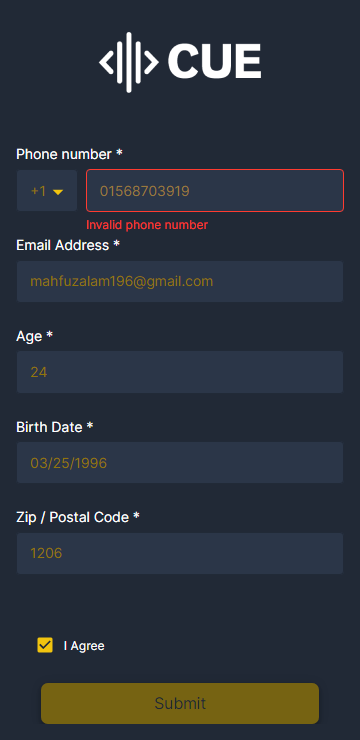 CUE
Phone number *
+1 01568703919
Invalid phone number
Email Address *
mahfuzalam196@gmail.com
Age *
24
Birth Date *
03/25/1996
Zip / Postal Code *
1206
I Agree
Submit